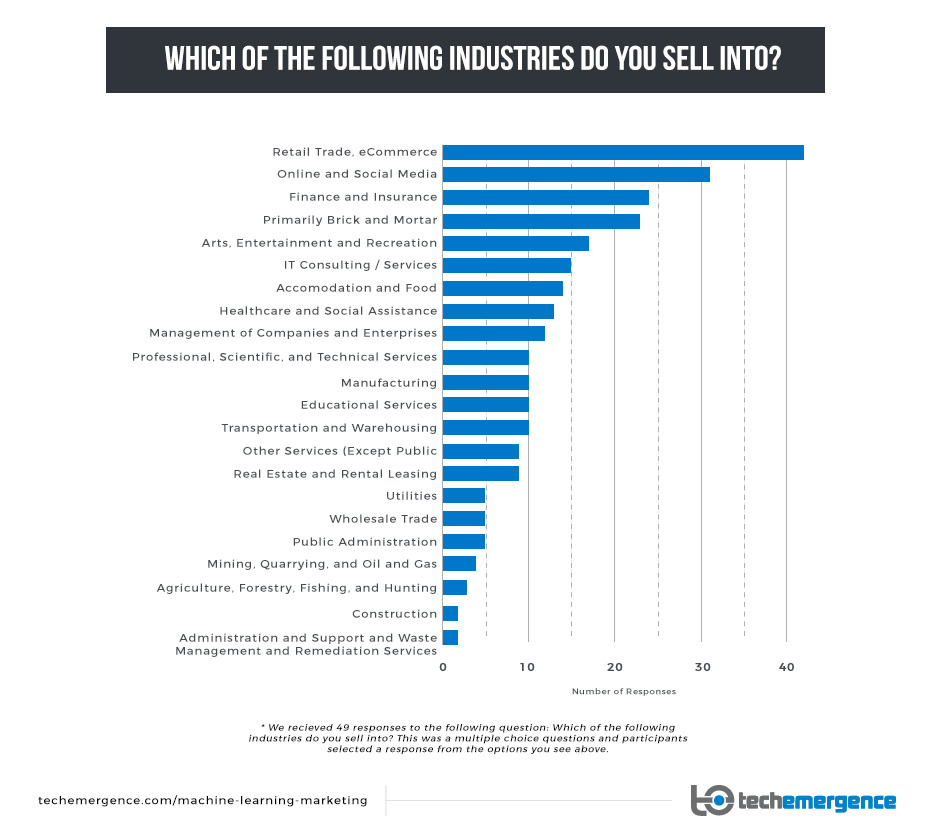 WHICH OF THE FOLLOWING INDUSTRIES DO YOU SELL INTO?
Retail Trade, eCommerce
Online and Social Media
Finance and Insurance
Primarily Brick and Mortar
Arts, Entertainment and Recreation
IT Consulting / Services
Accomodation and Food
Healthcare and Social Assistance
Management of Companies and Enterprises
Professional, Scientific, and Technical Services
Manufacturing
Educational Services
Transportation and Warehousing
Other Services (Except Public
Real Estate and Rental Leasing
Utilities
Wholesale Trade
Public Administration
Mining, Quarrying, and Oil and Gas
Agriculture, Forestry, Fishing, and Hunting
Construction
Administration and Support and Waste
Management and Remediation Services
0 10 20 30 40
Number of Responses
* We recieved 49 responses to the following question: Which of the following
industries do you sell into? This was a multiple choice questions and participants
selected a response from the options you see above.
techemergence.com/machine-learning-marketing
techemergence